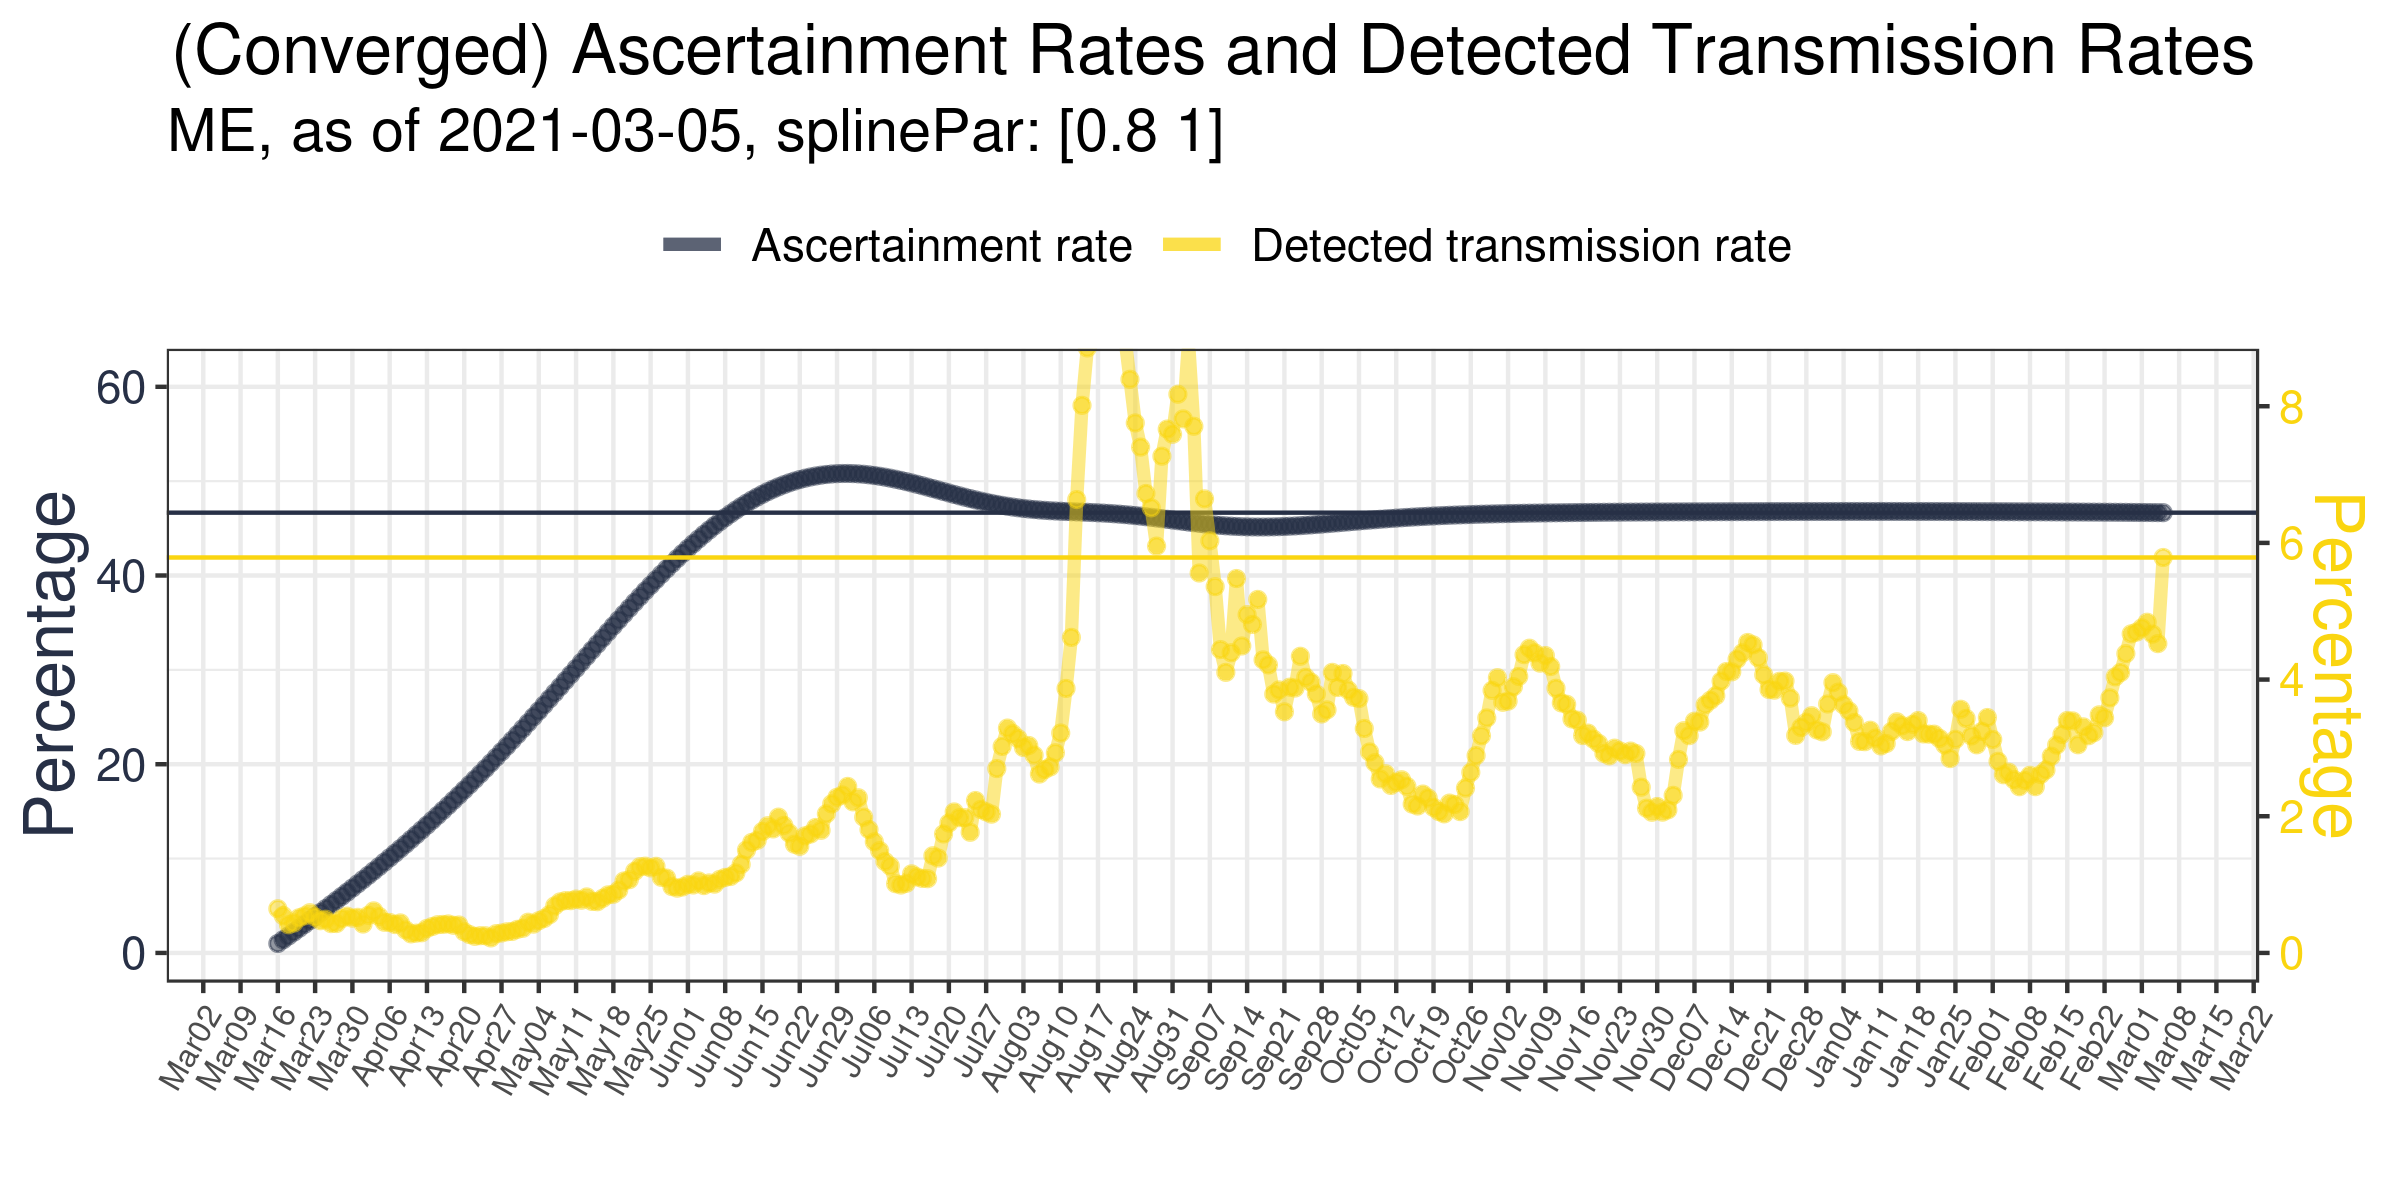 (Converged) Ascertainment Rates and Detected Transmission Rates
ME, as of 2021-03-05, splinePar: [0.8 1]
Ascertainment rate
Detected transmission rate
Percentage
60
40
20
0
8
6
4
2
0
Percentage
Mar02
Mar09
Mar16
Mar23
Mar30
Apr06
Apr13
Apr20
Apr27
May04
May11
May18
May25
Jun01
Jun08
Jun15
Jun22
Jun29
Jul06
Jul13
Jul20
Jul27
Aug03
Aug10
Aug17
Aug24
Aug31
Sep07
Sep14
Sep21
Sep28
Oct05
Oct12
Oct19
Oct26
Nov02
Nov09
Nov16
Nov23
Nov30
Dec07
Dec14
Dec21
Dec28
Jan04
Jan11
Jan18
Jan25
Feb01
Feb08
Feb15
Feb22
Mar01
Mar08
Mar15
Mar22